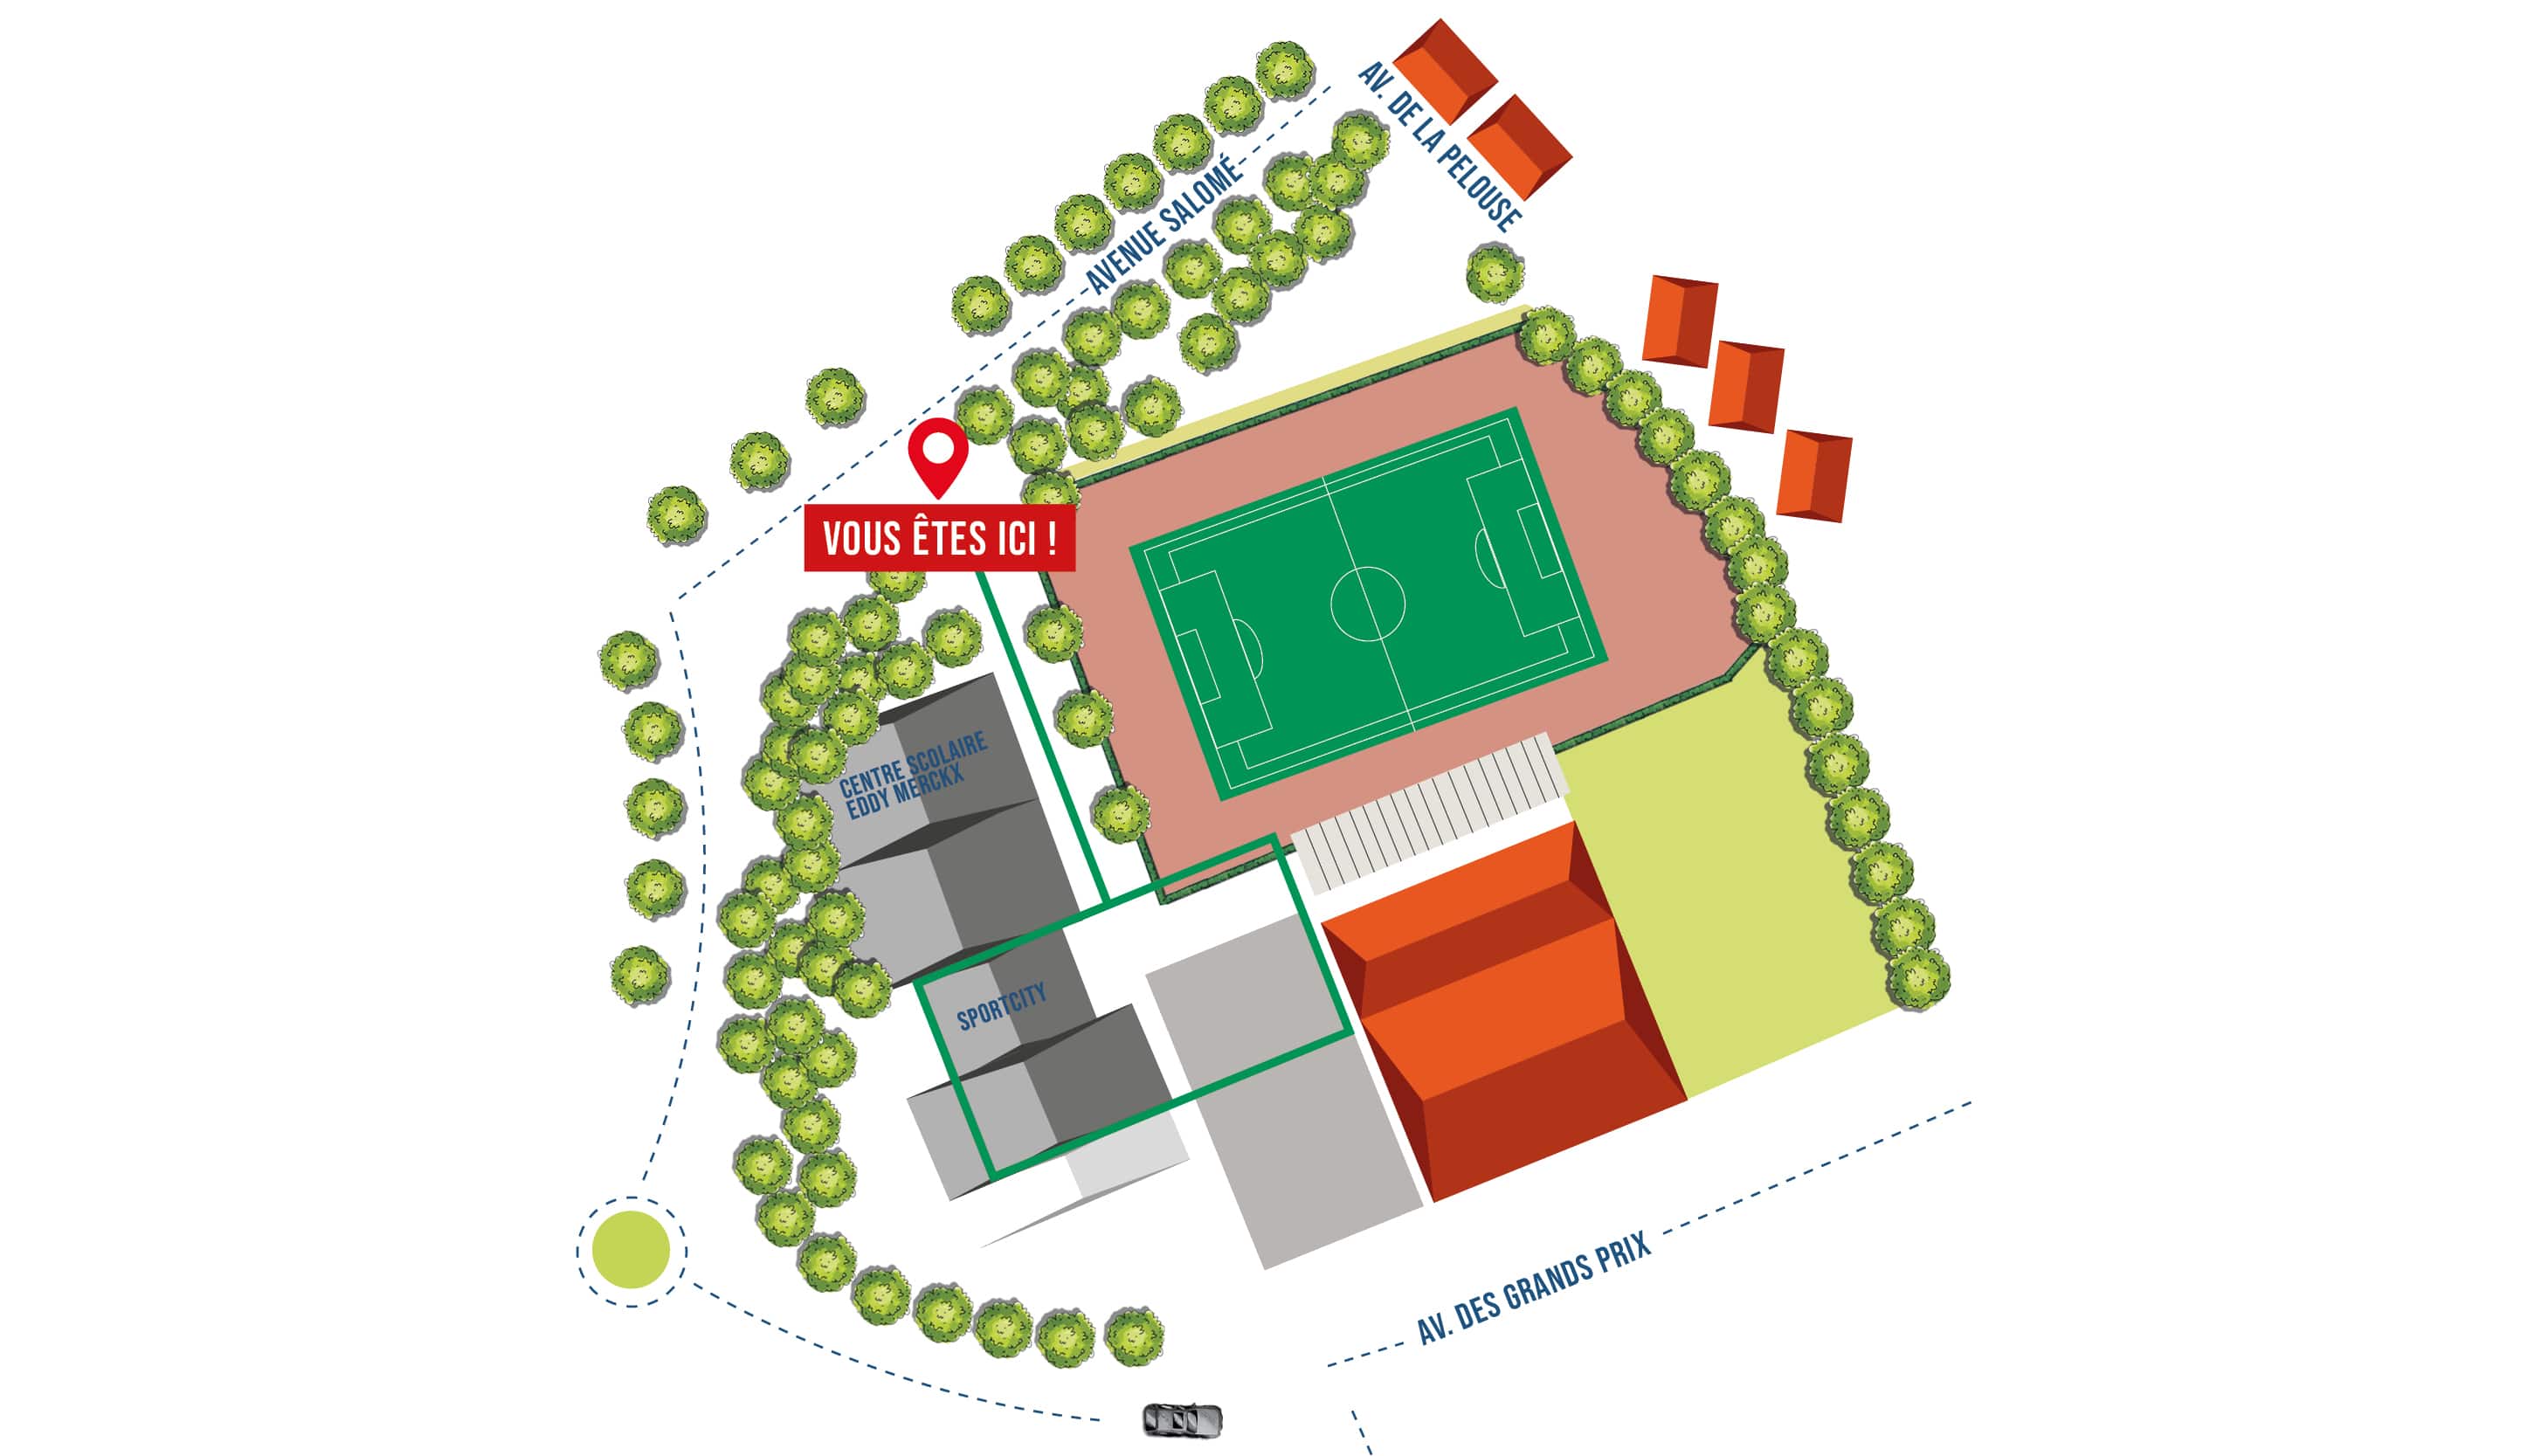 AV. DE LA PELOUSE
AVENUE SALOMÉ
VOUS ÊTES ICI !
CENTRE SCOLAIRE
EDDY MERCKX
SPORTCITY
AV. DES GRANDS PRIX